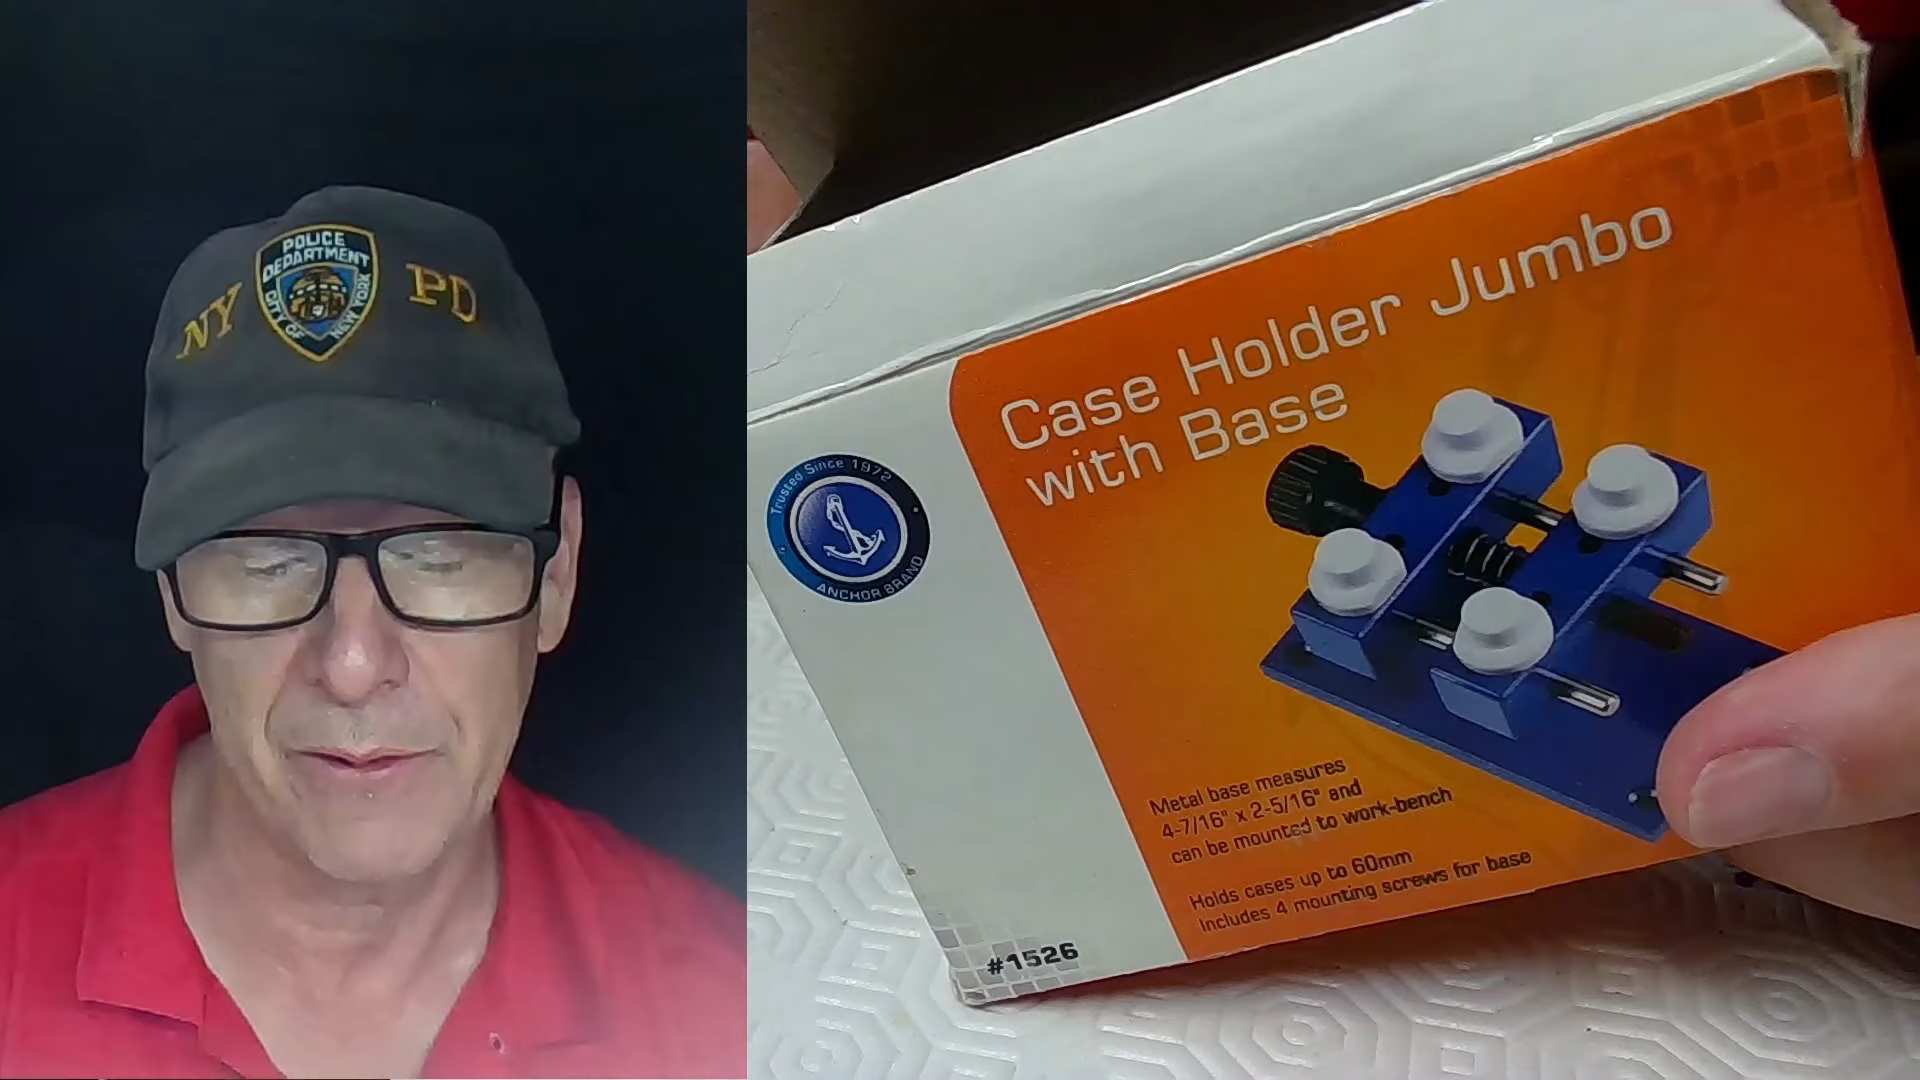 POLICE
DEPARTMENT
CITY OF
NEW YORK
NY PD
Case Holder Jumbo
with Base
Trusted Since 1972
ANCHOR BRAND
Metal base measures
4-7/16" x 2-5/16" and
can be mounted to work-bench
Holds cases up to 60mm
Includes 4 mounting screws for base
#1526